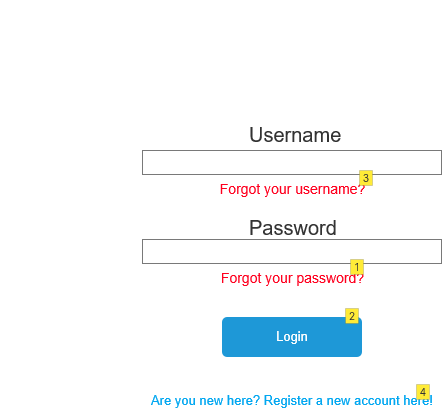 Username
3
Forgot your username?
Password
1
Forgot your password?
2
Login
4
Are you new here? Register a new account here!